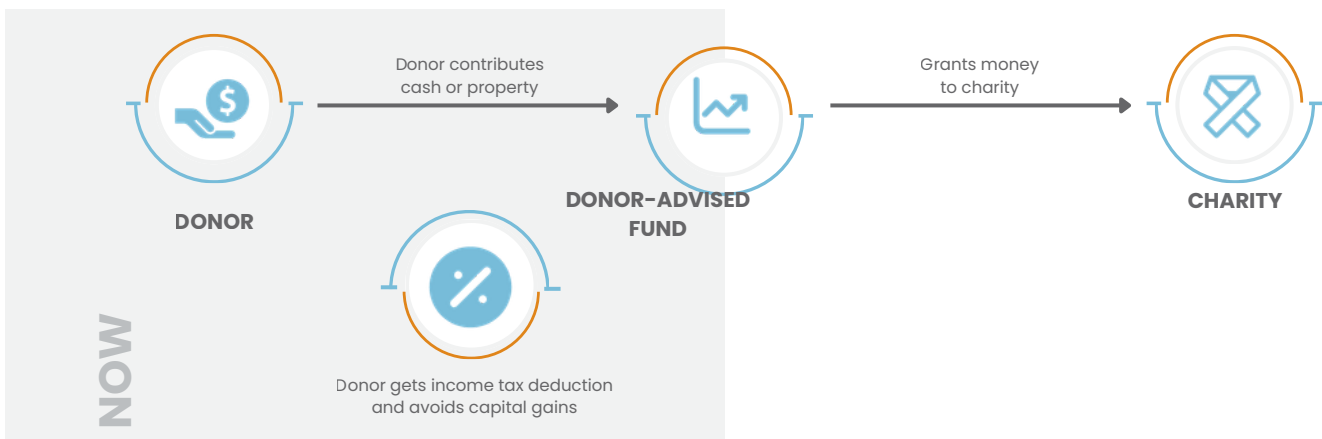 Donor contributes
cash or property
Grants money
to charity
DONOR
DONOR-ADVISED
FUND
CHARITY
NOW
Donor gets income tax deduction
and avoids capital gains